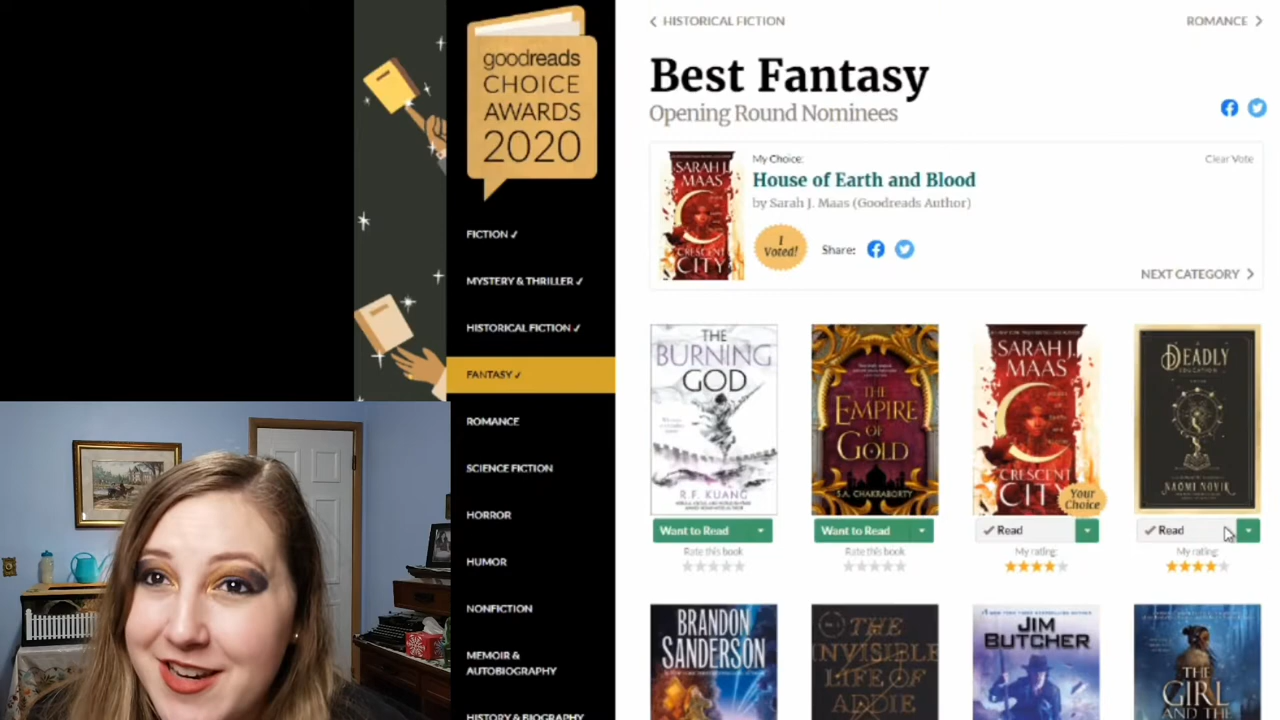 goodreads
CHOICE
AWARDS
2020
FICTION ✓
MYSTERY & THRILLER ✓
HISTORICAL FICTION ✓
FANTASY ✓
ROMANCE
SCIENCE FICTION
HORROR
HUMOR
NONFICTION
MEMOIR &
AUTOBIOGRAPHY
HISTORY & BIOGRAPHY
HISTORICAL FICTION
ROMANCE
Best Fantasy
Opening Round Nominees
SARAH J.
MAAS
CRESCENT
CITY
My Choice:
Clear Vote
House of Earth and Blood
by Sarah J. Maas (Goodreads Author)
I
Voted!
Share:
NEXT CATEGORY
THE
BURNING
GOD
R.F. KUANG
THE
EMPIRE
OF
GOLD
S.A. CHAKRABORTY
SARAH J.
MAAS
CRESCENT
CITY
Your
Choice
A
DEADLY
EDUCATION
NAOMI NOVIK
Want to Read
Want to Read
Read
Read
Rate this book
Rate this book
My rating:
My rating:
BRANDON
SANDERSON
THE
INVISIBLE
LIFE OF
ADDIE
JIM
BUTCHER
THE
GIRL
AND THE